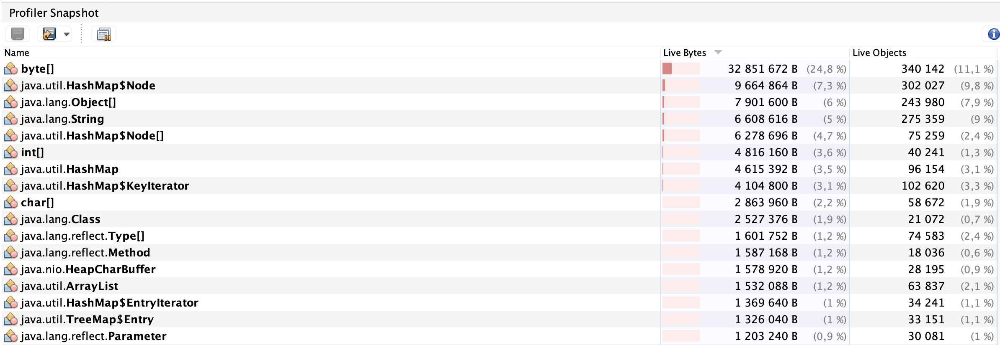 Profiler Snapshot
Name Live Bytes Live Objects
byte[] 32 851 672 B (24,8 %) 340 142 (11,1 %)
java.util.HashMap$Node 9 664 864 B (7,3 %) 302 027 (9,8 %)
java.lang.Object[] 7 901 600 B (6 %) 243 980 (7,9 %)
java.lang.String 6 608 616 B (5 %) 275 359 (9 %)
java.util.HashMap$Node[] 6 278 696 B (4,7 %) 75 259 (2,4 %)
int[] 4 816 160 B (3,6 %) 40 241 (1,3 %)
java.util.HashMap 4 615 392 B (3,5 %) 96 154 (3,1 %)
java.util.HashMap$KeyIterator 4 104 800 B (3,1 %) 102 620 (3,3 %)
char[] 2 863 960 B (2,2 %) 58 672 (1,9 %)
java.lang.Class 2 527 376 B (1,9 %) 21 072 (0,7 %)
java.lang.reflect.Type[] 1 601 752 B (1,2 %) 74 583 (2,4 %)
java.lang.reflect.Method 1 587 168 B (1,2 %) 18 036 (0,6 %)
java.nio.HeapCharBuffer 1 578 920 B (1,2 %) 28 195 (0,9 %)
java.util.ArrayList 1 532 088 B (1,2 %) 63 837 (2,1 %)
java.util.HashMap$EntryIterator 1 369 640 B (1 %) 34 241 (1,1 %)
java.util.TreeMap$Entry 1 326 040 B (1 %) 33 151 (1,1 %)
java.lang.reflect.Parameter 1 203 240 B (0,9 %) 30 081 (1 %)